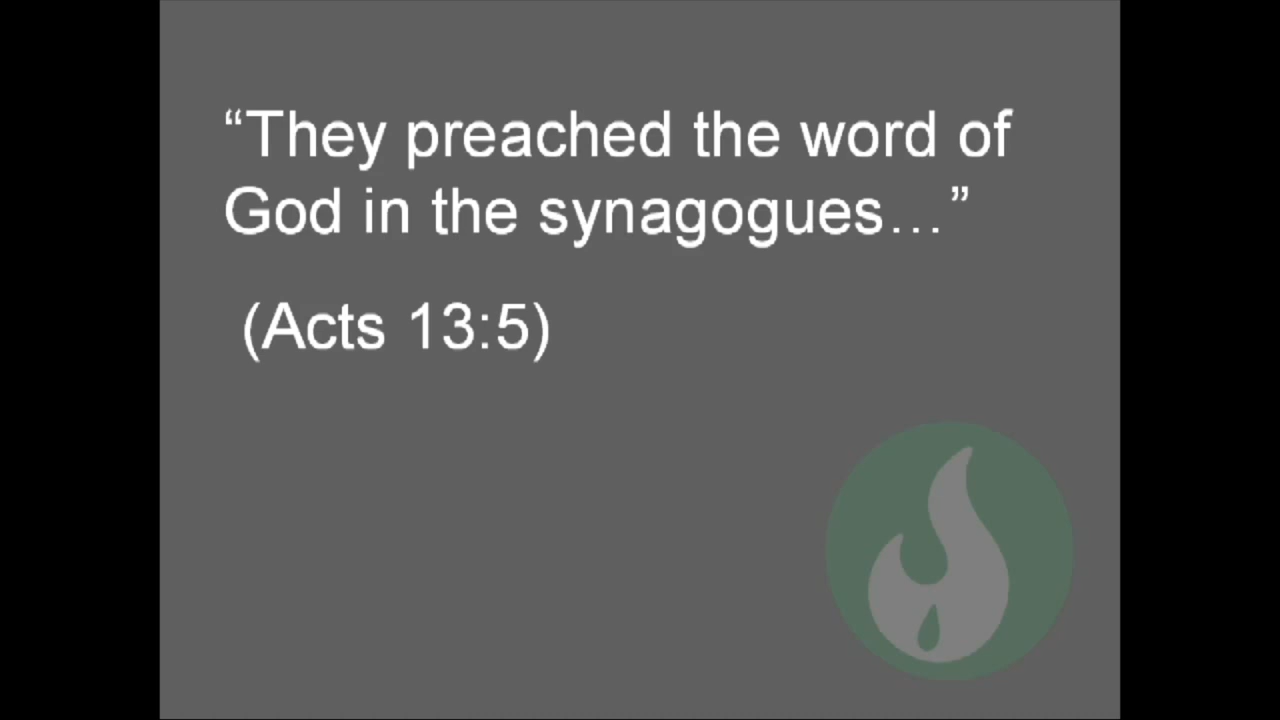 “They preached the word of
God in the synagogues…”
(Acts 13:5)